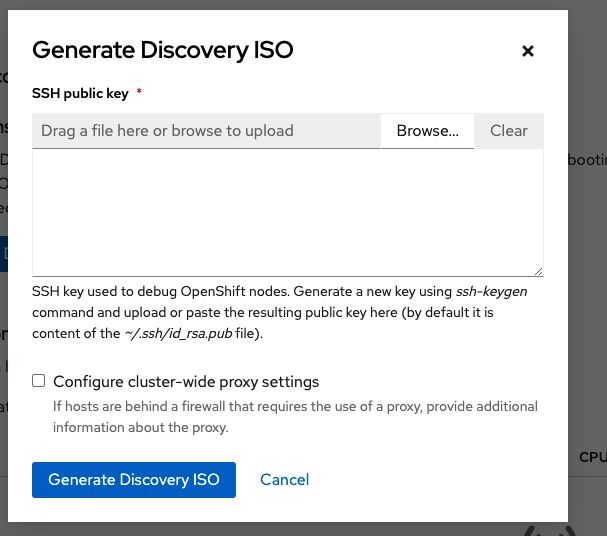 Generate Discovery ISO
SSH public key *
Drag a file here or browse to upload Browse... Clear
SSH key used to debug OpenShift nodes. Generate a new key using ssh-keygen
command and upload or paste the resulting public key here (by default it is
content of the ~/.ssh/id_rsa.pub file).
Configure cluster-wide proxy settings
If hosts are behind a firewall that requires the use of a proxy, provide additional
information about the proxy.
Generate Discovery ISO Cancel
CPU